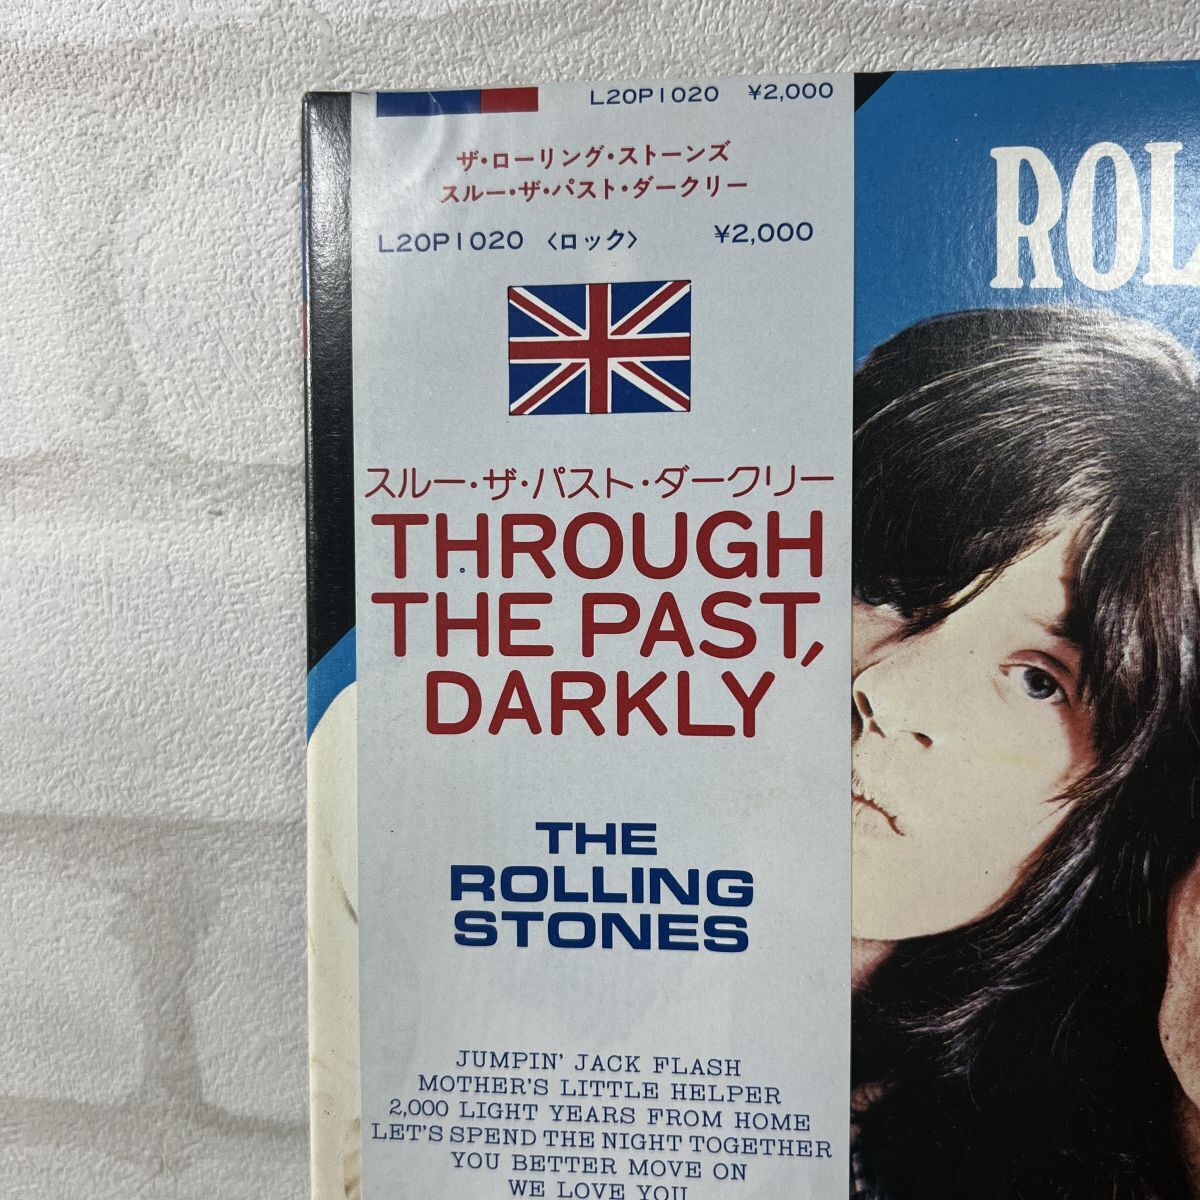 L20P1020 ¥2,000
ザ・ローリング・ストーンズ
スルー・ザ・パスト・ダークリー
L20P1020 〈ロック〉 ¥2,000
スルー・ザ・パスト・ダークリー
THROUGH
THE PAST,
DARKLY
THE
ROLLING
STONES
JUMPIN' JACK FLASH
MOTHER'S LITTLE HELPER
2,000 LIGHT YEARS FROM HOME
LET'S SPEND THE NIGHT TOGETHER
YOU BETTER MOVE ON
WE LOVE YOU
ROL